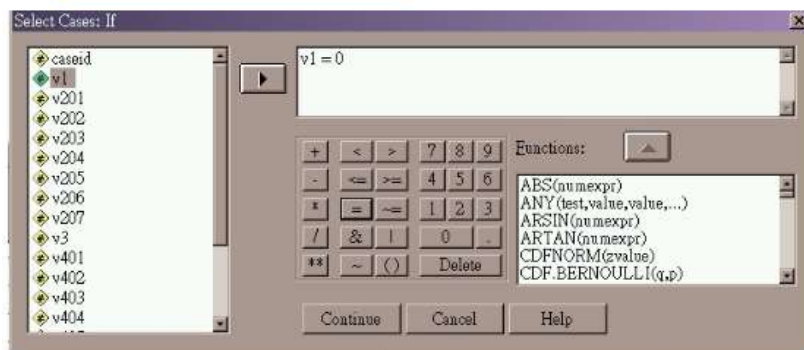 Select Cases: If
caseid
v1
v201
v202
v203
v204
v205
v206
v207
v3
v401
v402
v403
v404
v1 = 0
+ < > 7 8 9
- <= >= 4 5 6
* = ~= 1 2 3
/ & | 0 .
** ~ () Delete
Functions:
ABS(numexpr)
ANY(test,value,value,...)
ARSIN(numexpr)
ARTAN(numexpr)
CDFNORM(zvalue)
CDF.BERNOULLI(q,p)
Continue Cancel Help